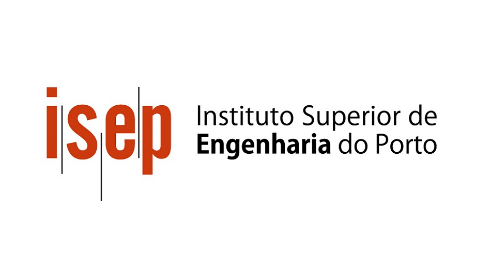 isep
Instituto Superior de
Engenharia do Porto